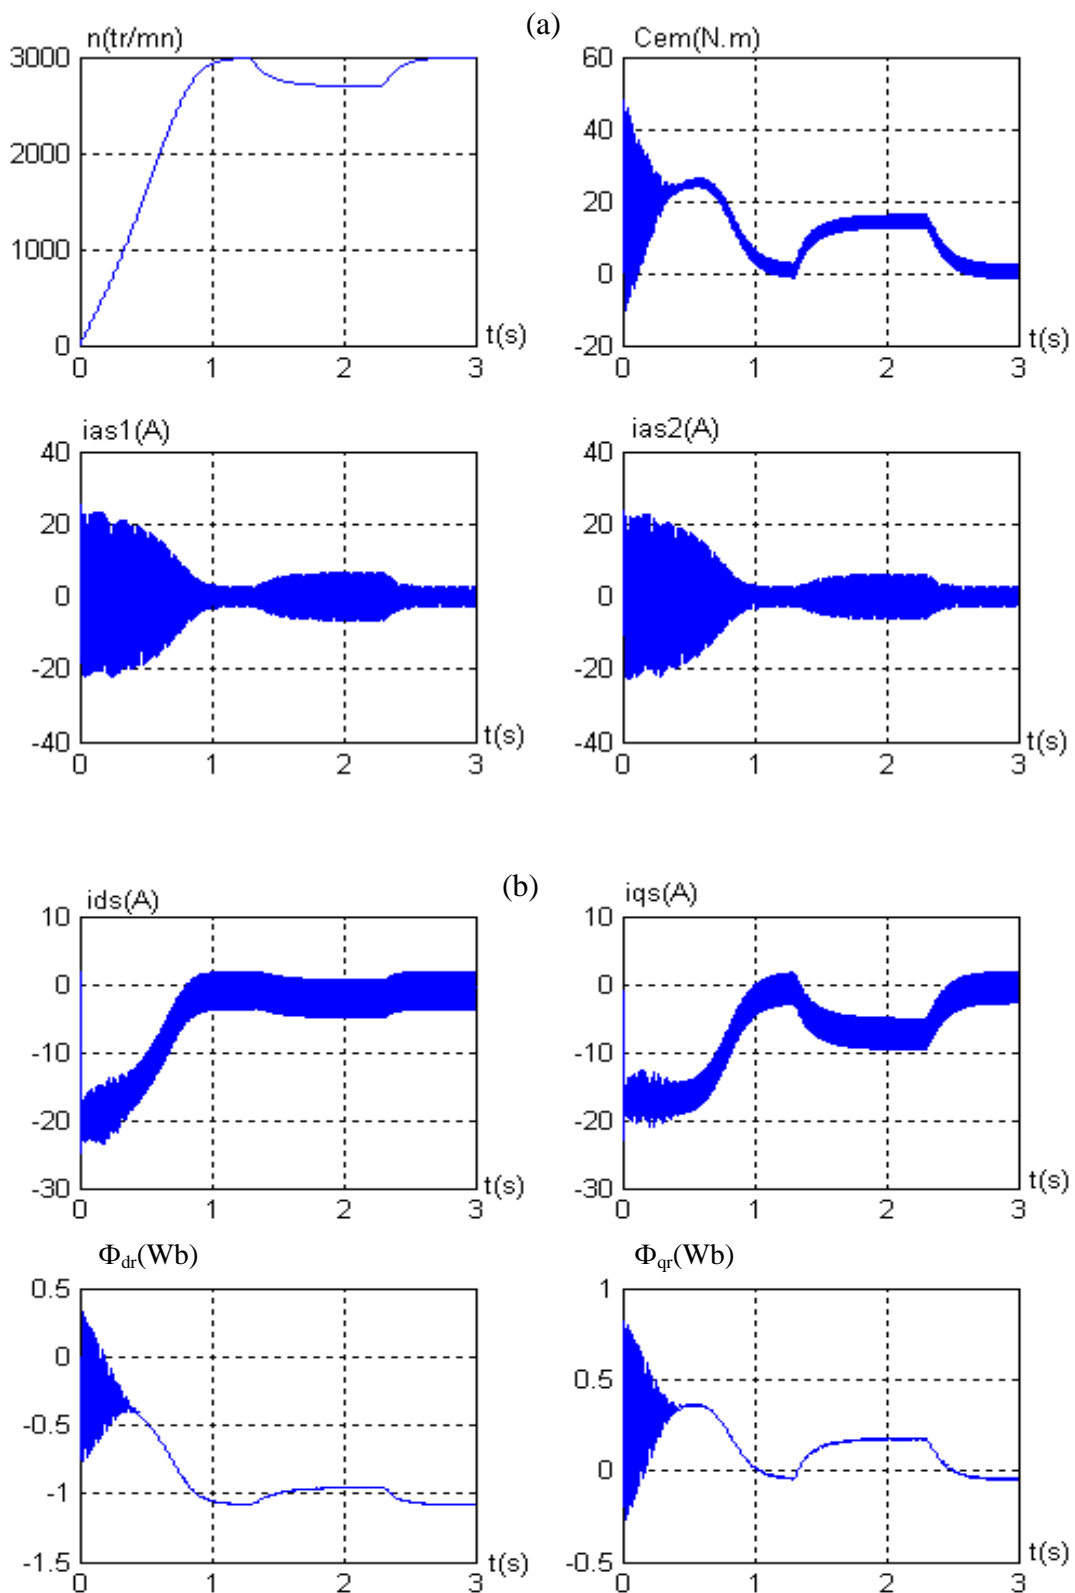 (a)
n(tr/mn) Cem(N.m)
3000 60
2000 40
1000 20
0 0
-20
t(s) t(s)
0 1 2 3 0 1 2 3
ias1(A) ias2(A)
40 40
20 20
0 0
-20 -20
-40 -40
t(s) t(s)
0 1 2 3 0 1 2 3
(b)
ids(A) iqs(A)
10 10
0 0
-10 -10
-20 -20
-30 -30
t(s) t(s)
0 1 2 3 0 1 2 3
Φdr(Wb) Φqr(Wb)
0.5 1
0 0.5
-0.5 0
-1 -0.5
-1.5
t(s) t(s)
0 1 2 3 0 1 2 3